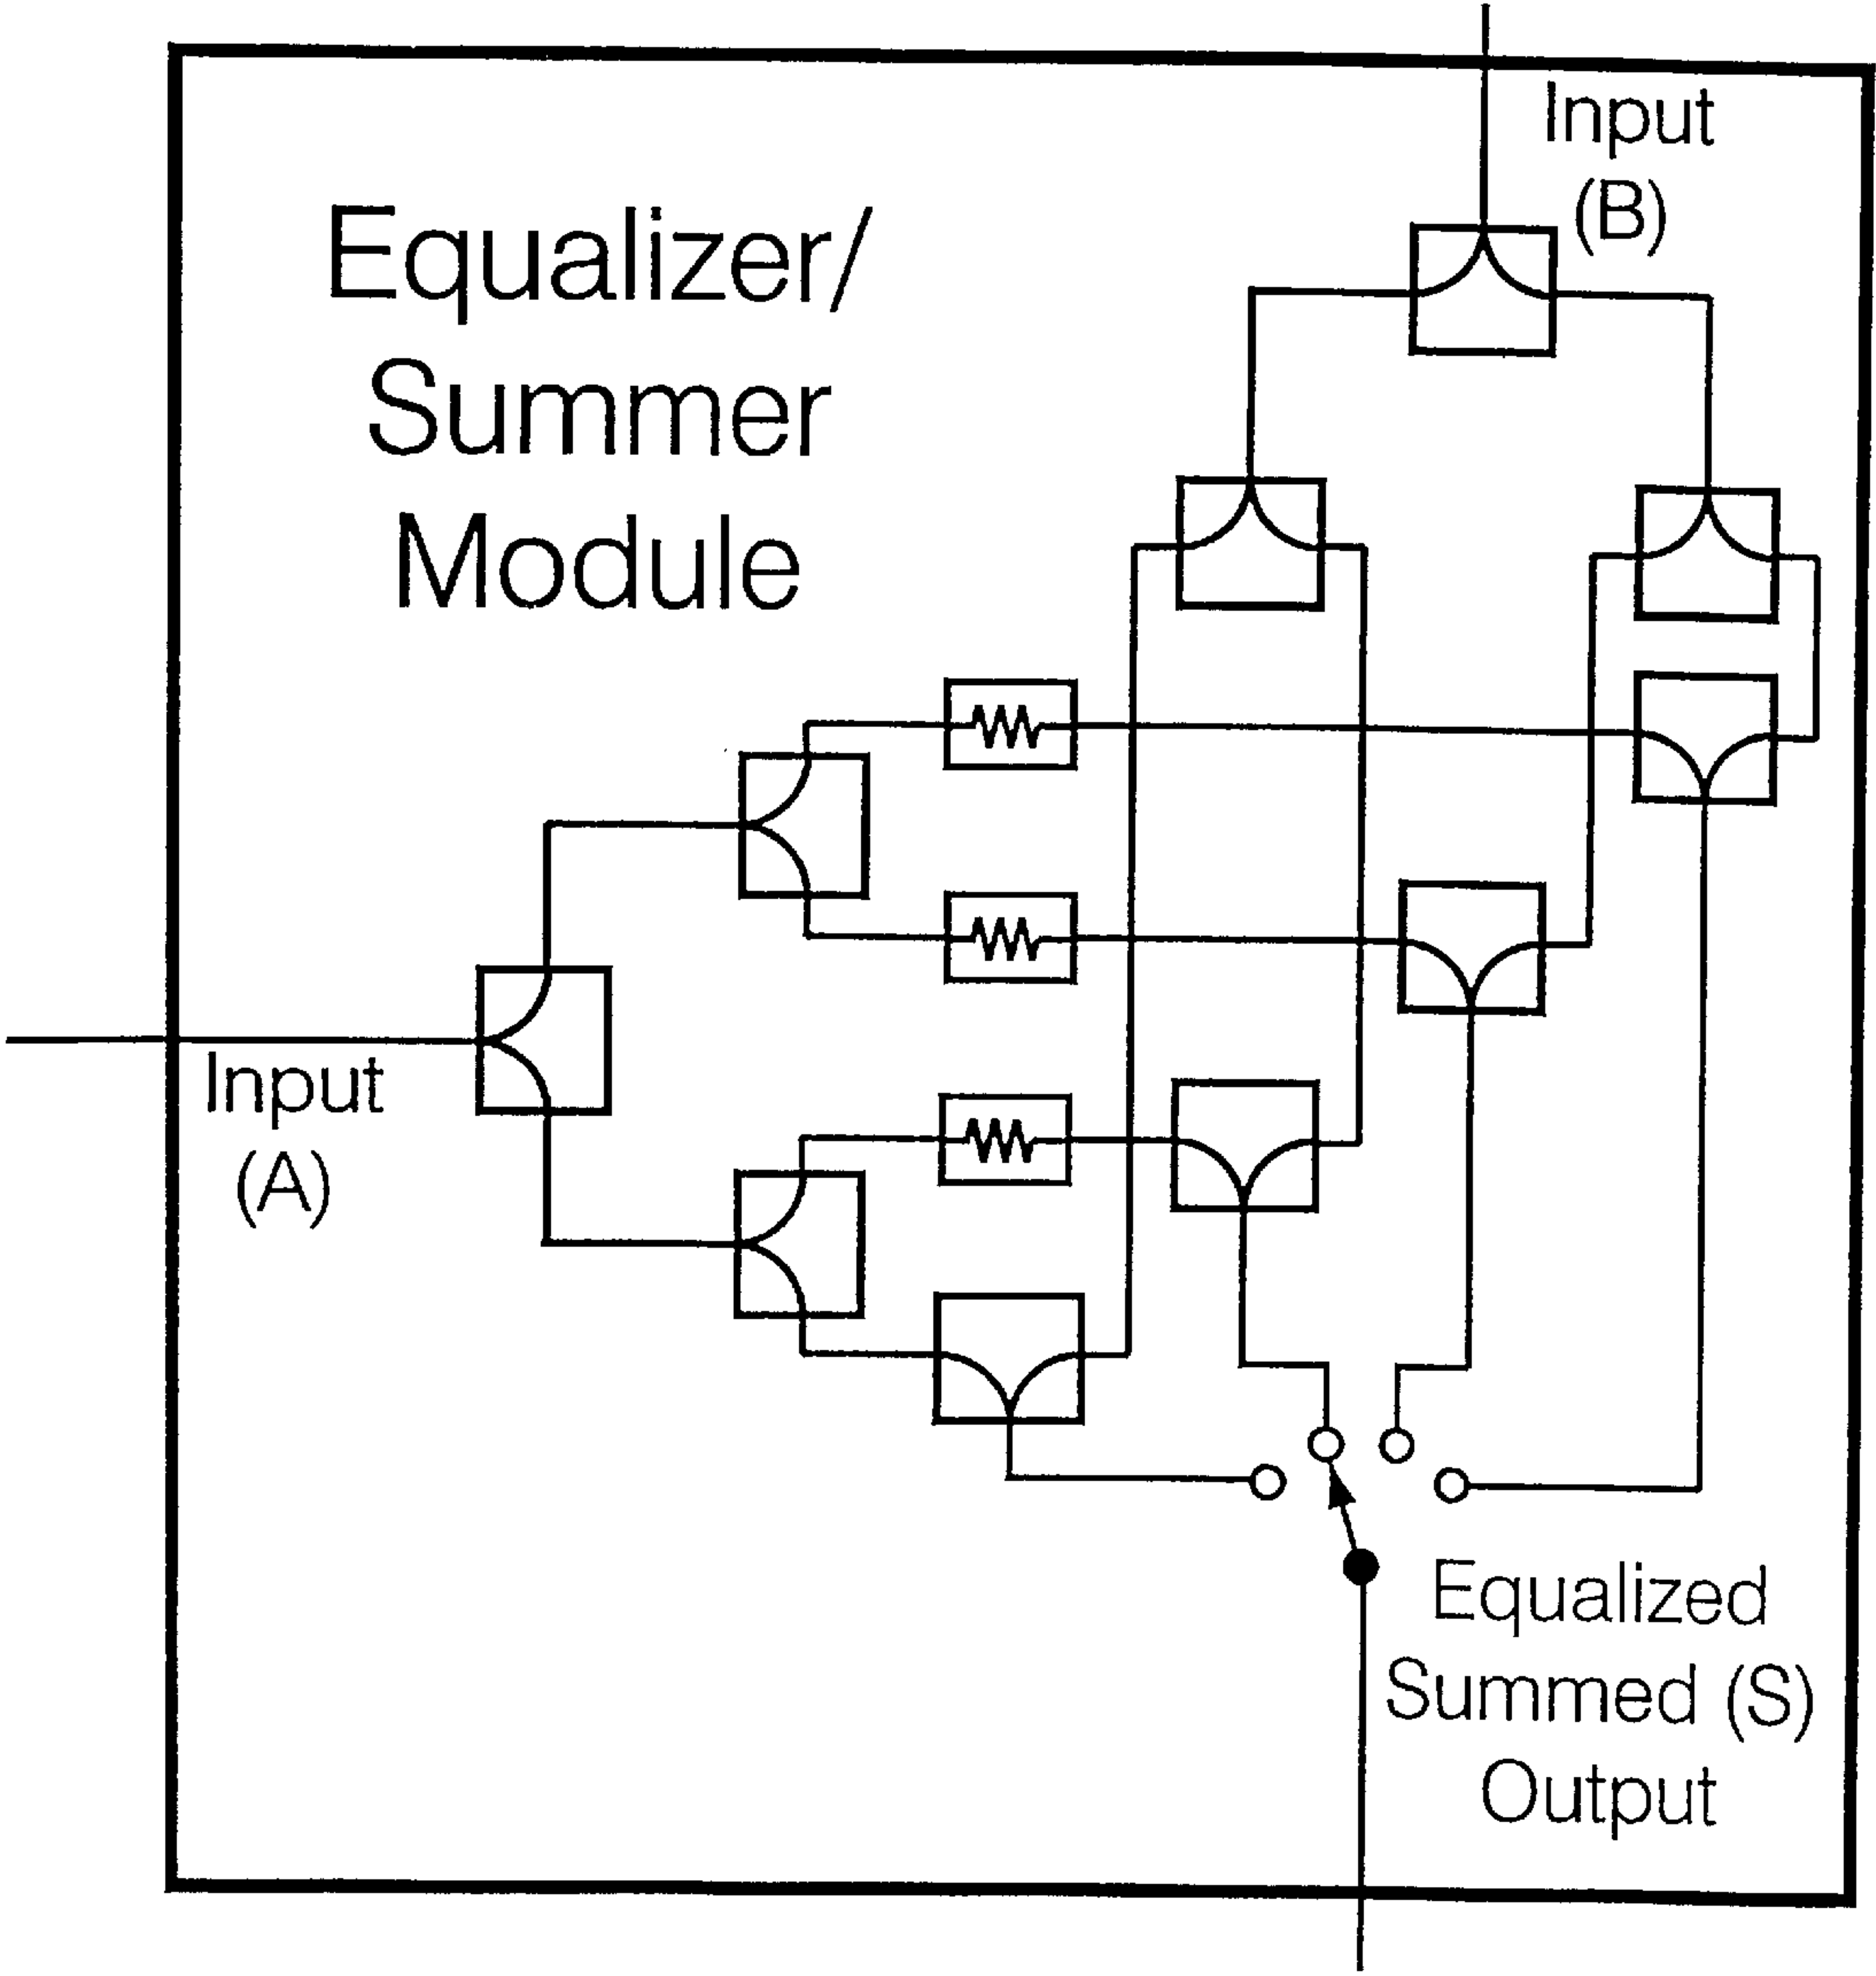 Input
(B)
Equalizer/
Summer
Module
Input
(A)
Equalized
Summed (S)
Output